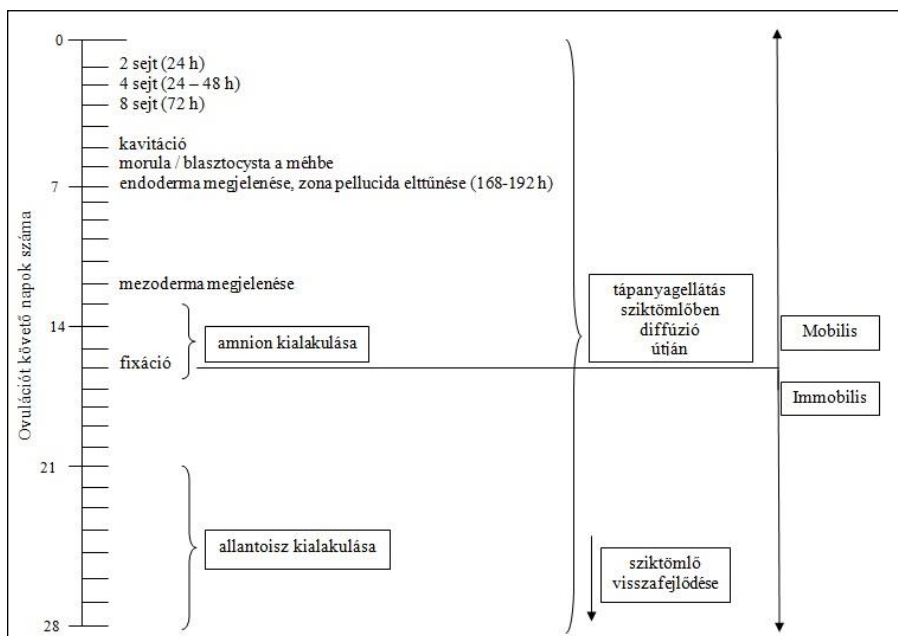 0
2 sejt (24 h)
4 sejt (24 – 48 h)
8 sejt (72 h)
kavitáció
morula / blasztocysta a méhbe
7
endoderma megjelenése, zona pellucida elttűnése (168-192 h)
Ovulációt követő napok száma
mezoderma megjelenése
14
amnion kialakulása
fixáció
tápanyagellátás
sziktömlőben
diffúzió
útján
Mobilis
Immobilis
21
allantoisz kialakulása
sziktömlő
visszafejlődése
28